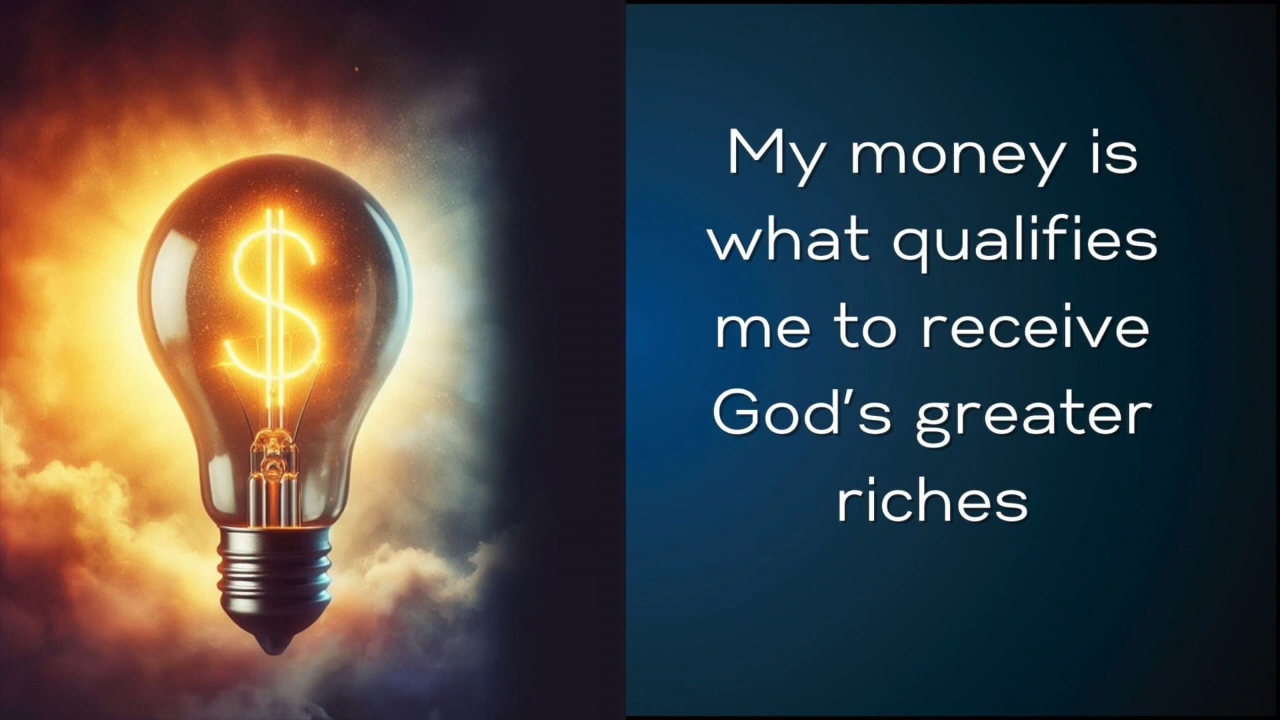 My money is
what qualifies
me to receive
God's greater
riches